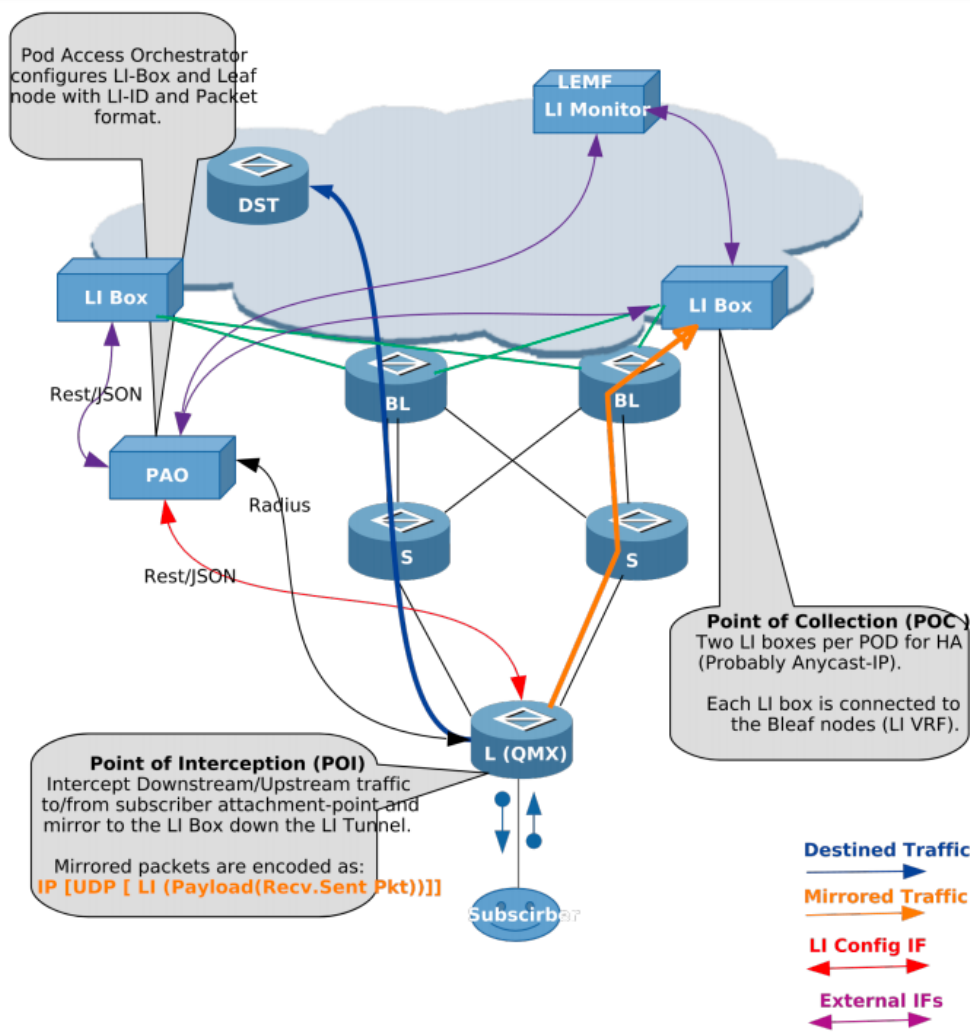 Pod Access Orchestrator
configures LI-Box and Leaf
node with LI-ID and Packet
format.
LEMF
LI Monitor
DST
LI Box
LI Box
Rest/JSON
BL
BL
PAO
Radius
S
S
Rest/JSON
Point of Collection (POC )
Two LI boxes per POD for HA
(Probably Anycast-IP).
Each LI box is connected to
the Bleaf nodes (LI VRF).
L (QMX)
Point of Interception (POI)
Intercept Downstream/Upstream traffic
to/from subscriber attachment-point and
mirror to the LI Box down the LI Tunnel.
Mirrored packets are encoded as:
IP [UDP [ LI (Payload(Recv.Sent Pkt))]]
Subscirber
Destined Traffic
Mirrored Traffic
LI Config IF
External IFs